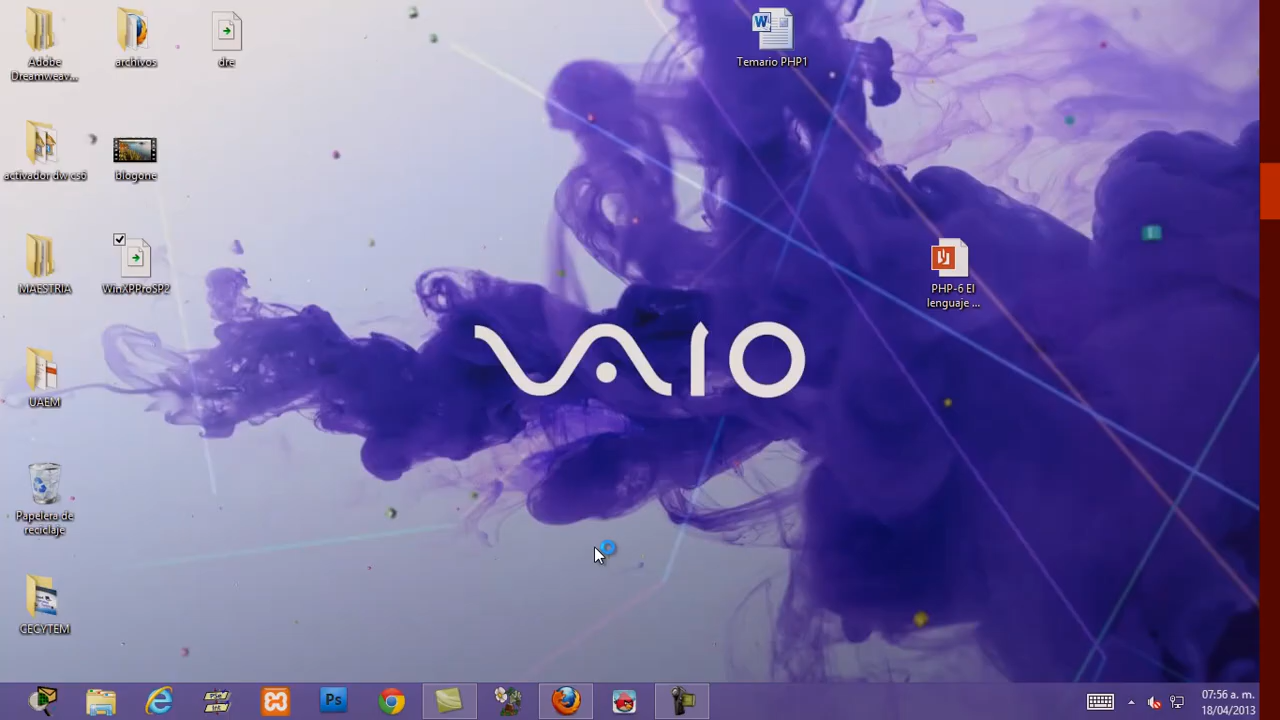 Adobe
Dreamweav...
archivos
dre
Temario PHP1
activador dw cs6
blogone
MAESTRIA
WinXPProSP2
PHP-6 El
lenguaje ...
VAIO
UAEM
Papelera de
reciclaje
CECYTEM
Ps
07:56 a. m.
18/04/2013